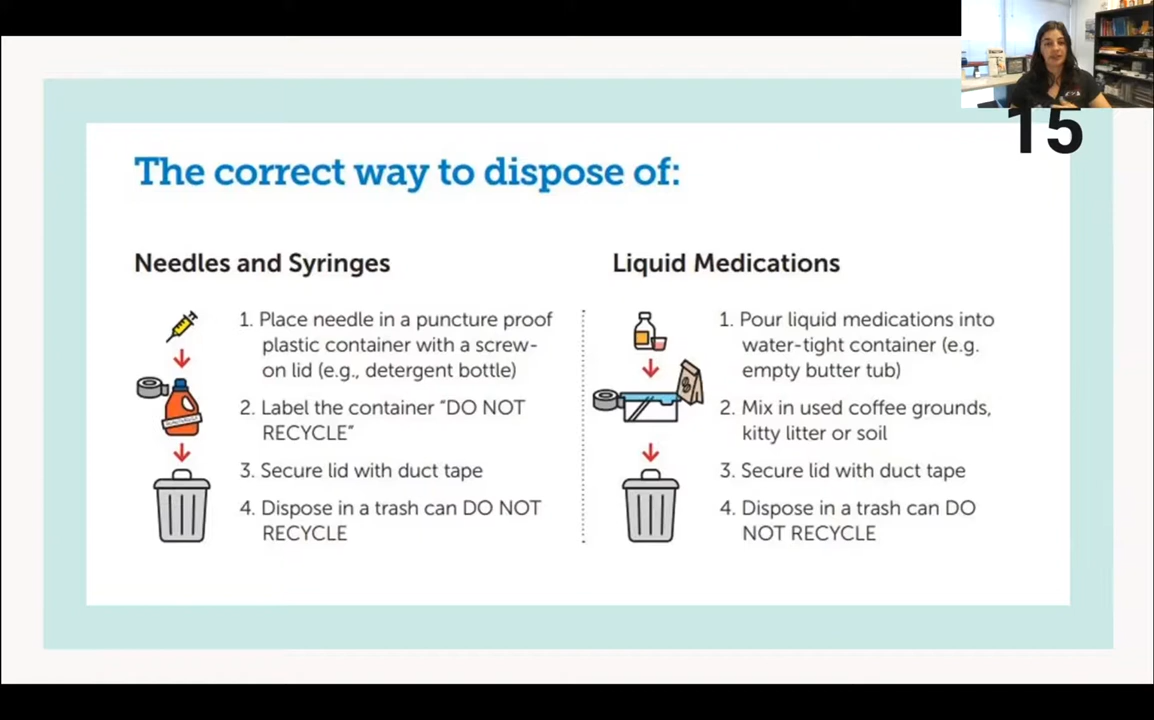 15
The correct way to dispose of:
Needles and Syringes
1. Place needle in a puncture proof
plastic container with a screw-
on lid (e.g., detergent bottle)
2. Label the container “DO NOT
RECYCLE”
3. Secure lid with duct tape
4. Dispose in a trash can DO NOT
RECYCLE
Liquid Medications
1. Pour liquid medications into
water-tight container (e.g.
empty butter tub)
2. Mix in used coffee grounds,
kitty litter or soil
3. Secure lid with duct tape
4. Dispose in a trash can DO
NOT RECYCLE